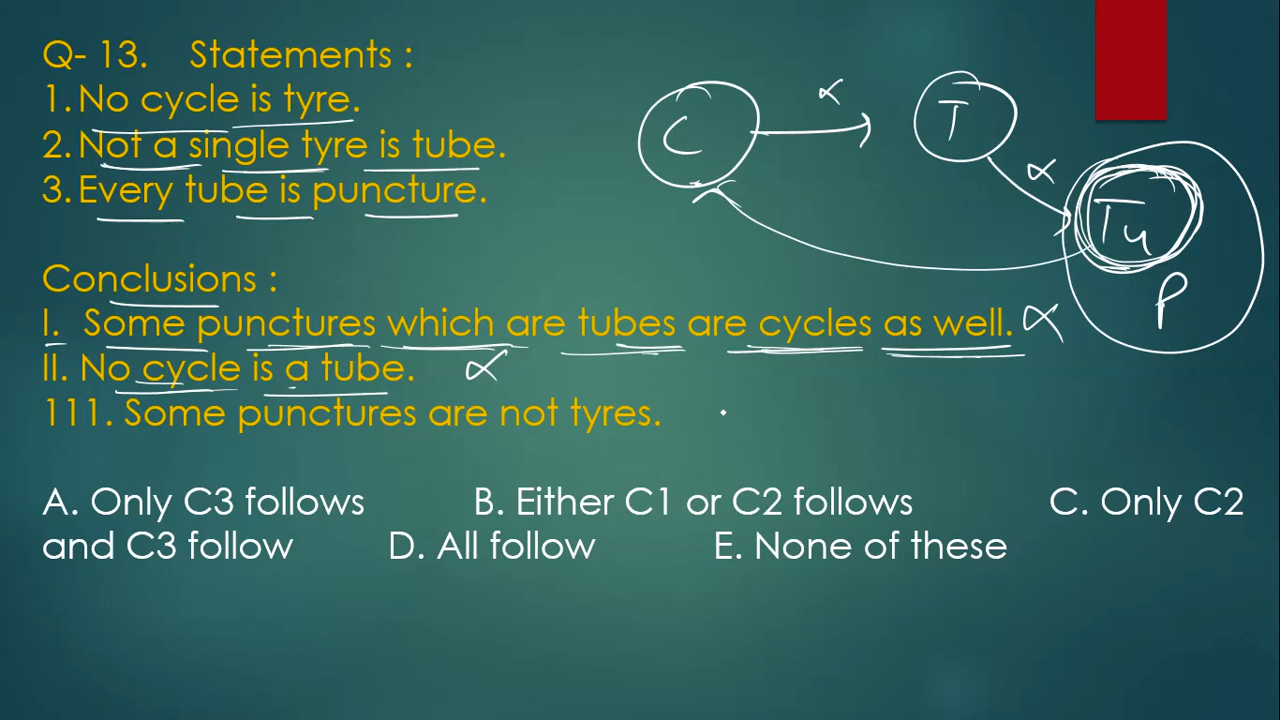 Q- 13. Statements :
1. No cycle is tyre.
2. Not a single tyre is tube.
3. Every tube is puncture.
Conclusions :
I. Some punctures which are tubes are cycles as well.
II. No cycle is a tube.
111. Some punctures are not tyres.
A. Only C3 follows B. Either C1 or C2 follows C. Only C2
and C3 follow D. All follow E. None of these
C
T
Tu
P